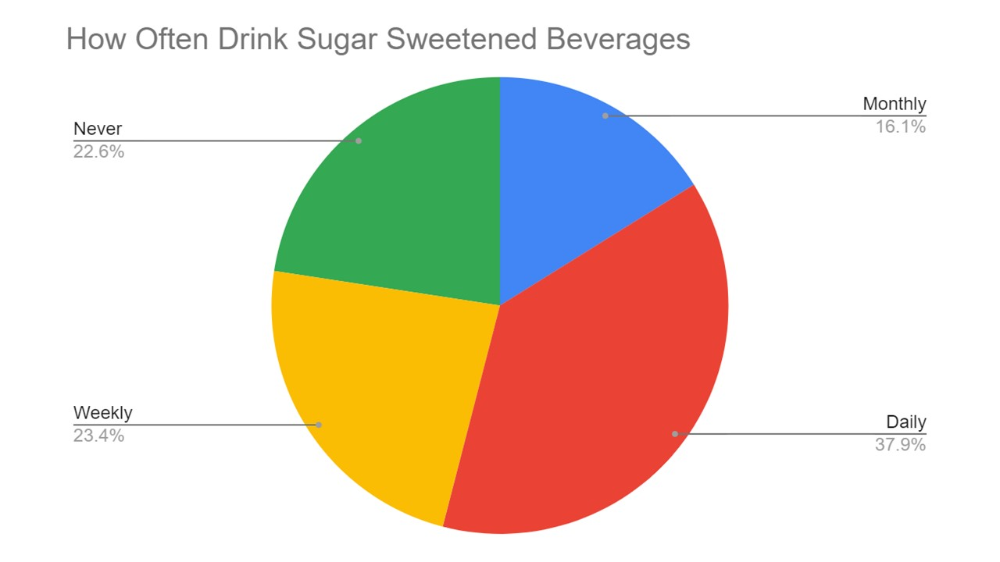 How Often Drink Sugar Sweetened Beverages
Monthly
16.1%
Never
22.6%
Weekly
23.4%
Daily
37.9%